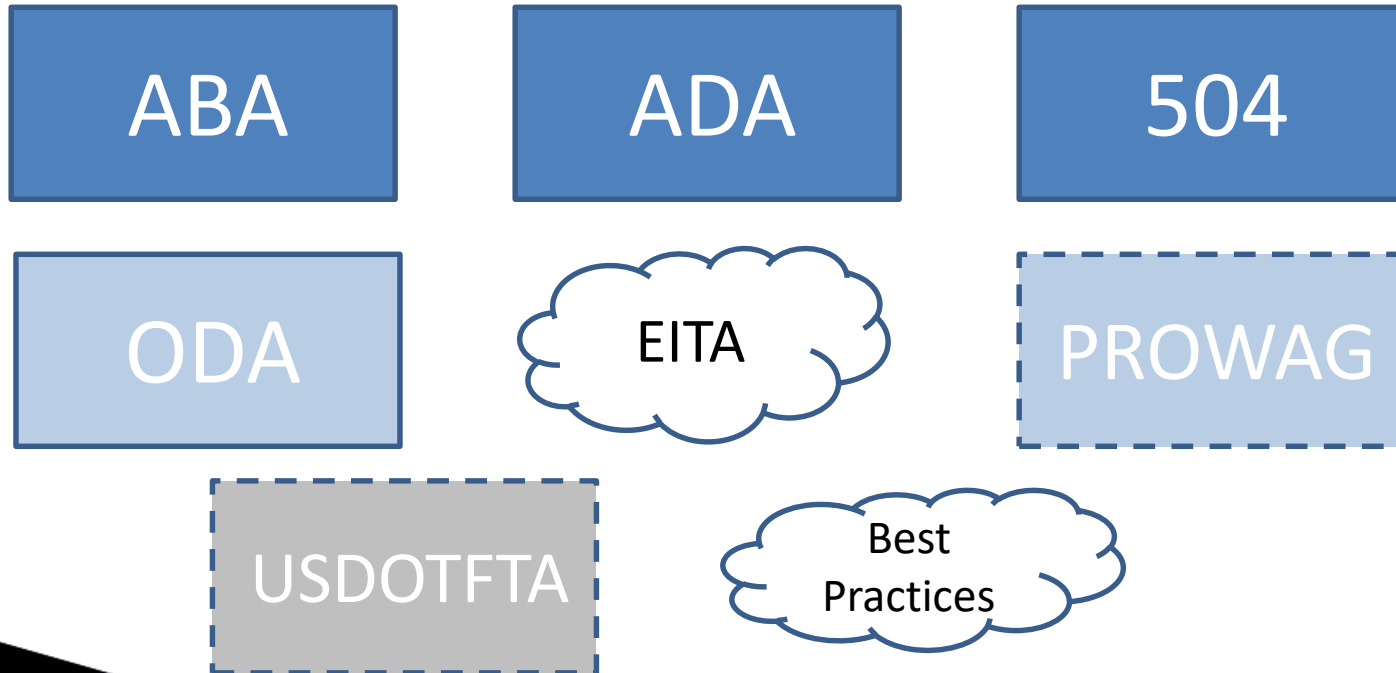 ABA
ADA
504
ODA
EITA
PROWAG
USDOTFTA
Best
Practices